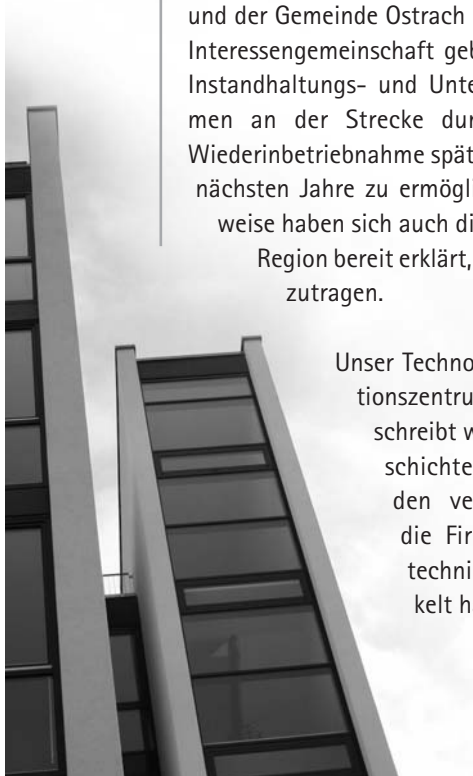 und der Gemeinde Ostrach
Interessengemeinschaft geb
Instandhaltungs- und Unte
men an der Strecke dur
Wiederinbetriebnahme spät
nächsten Jahre zu ermögli
weise haben sich auch di
Region bereit erklärt,
zutragen.
Unser Techno
tionszentru
schreibt w
schichte
den ve
die Fir
techni
kelt h